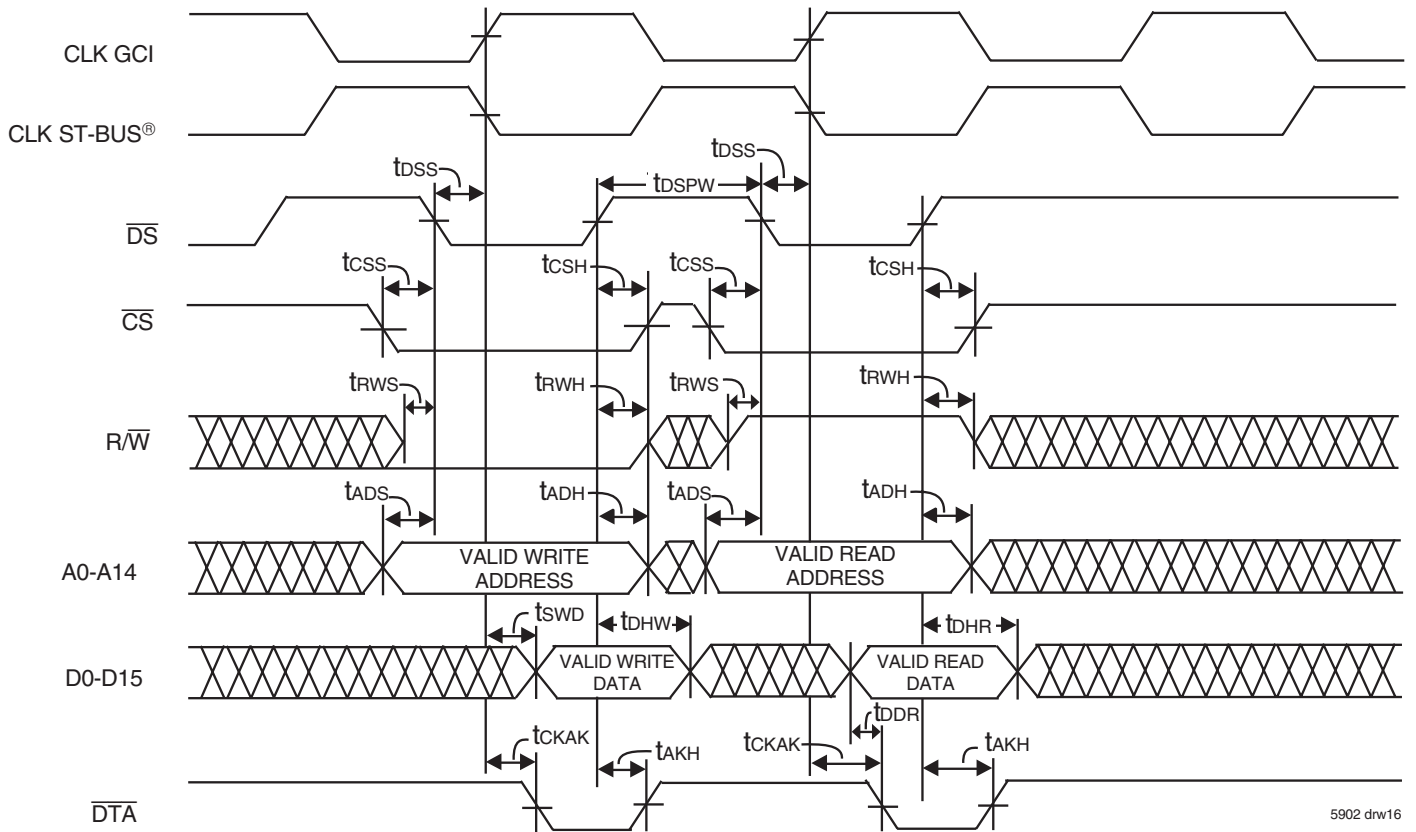 CLK GCI
CLK ST-BUS®
tDSS
tDSPW
tDSS
DS
tCSS
tCSH
tCSS
tCSH
CS
tRWS
tRWH
tRWS
tRWH
R/W
tADS
tADH
tADS
tADH
A0-A14
VALID WRITE
ADDRESS
VALID READ
ADDRESS
tSWD
tDHW
tDHR
D0-D15
VALID WRITE
DATA
VALID READ
DATA
tDDR
tCKAK
tAKH
tCKAK
tAKH
DTA
5902 drw16